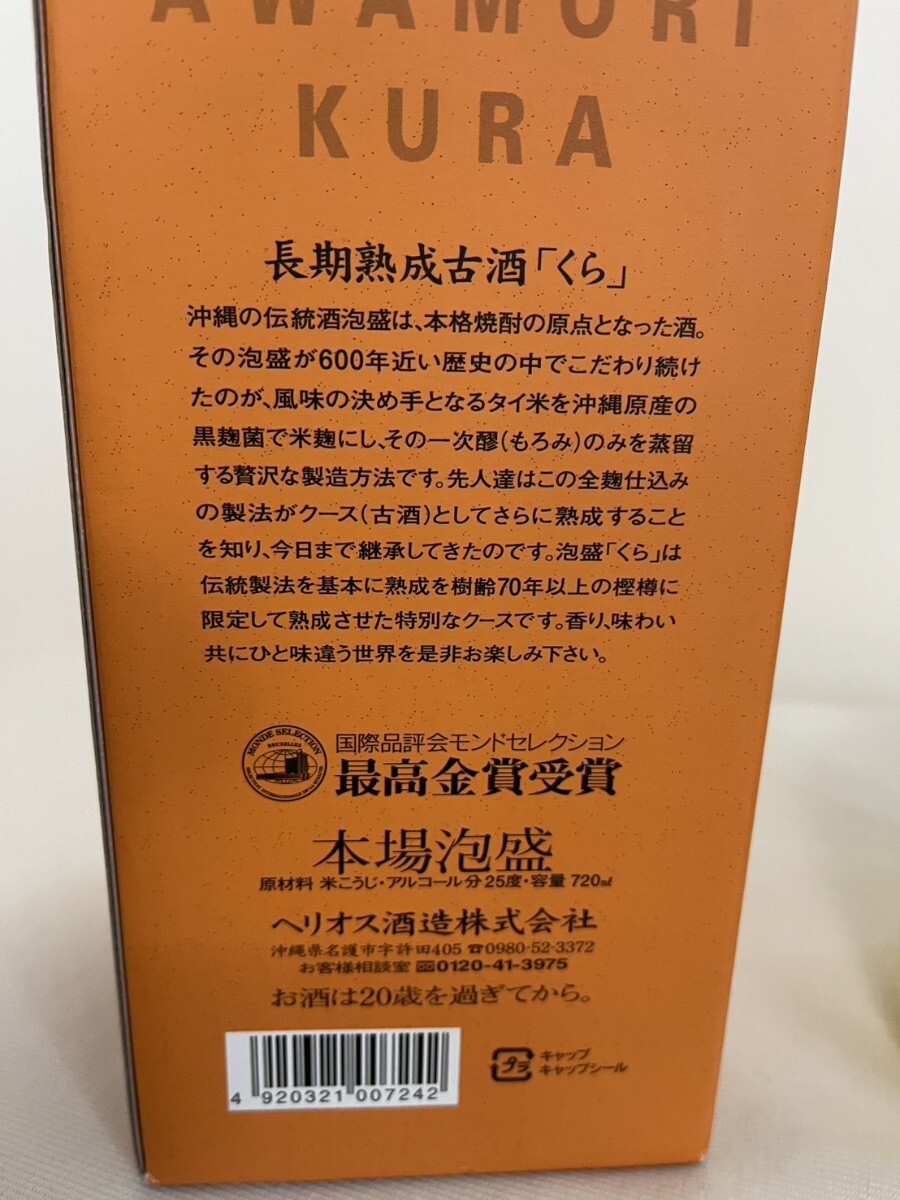 AWAMORI
KURA
長期熟成古酒「くら」
沖縄の伝統酒泡盛は、本格焼酎の原点となった酒。
その泡盛が600年近い歴史の中でこだわり続け
たのが、風味の決め手となるタイ米を沖縄原産の
黒麹菌で米麹にし、その一次醪(もろみ)のみを蒸留
する贅沢な製造方法です。先人達はこの全麹仕込み
の製法がクース(古酒)としてさらに熟成すること
を知り、今日まで継承してきたのです。泡盛「くら」は
伝統製法を基本に熟成を樹齢70年以上の樫樽に
限定して熟成させた特別なクースです。香り、味わい
共にひと味違う世界を是非お楽しみ下さい。
MONDE SELECTION
BRUXELLES
国際品評会モンドセレクション
最高金賞受賞
本場泡盛
原材料 米こうじ・アルコール分25度・容量 720㎖
ヘリオス酒造株式会社
沖縄県名護市字許田405 ☎0980-52-3372
お客様相談室 0120-41-3975
お酒は20歳を過ぎてから。
4 920321 007242
プラ
キャップ
キャップシール